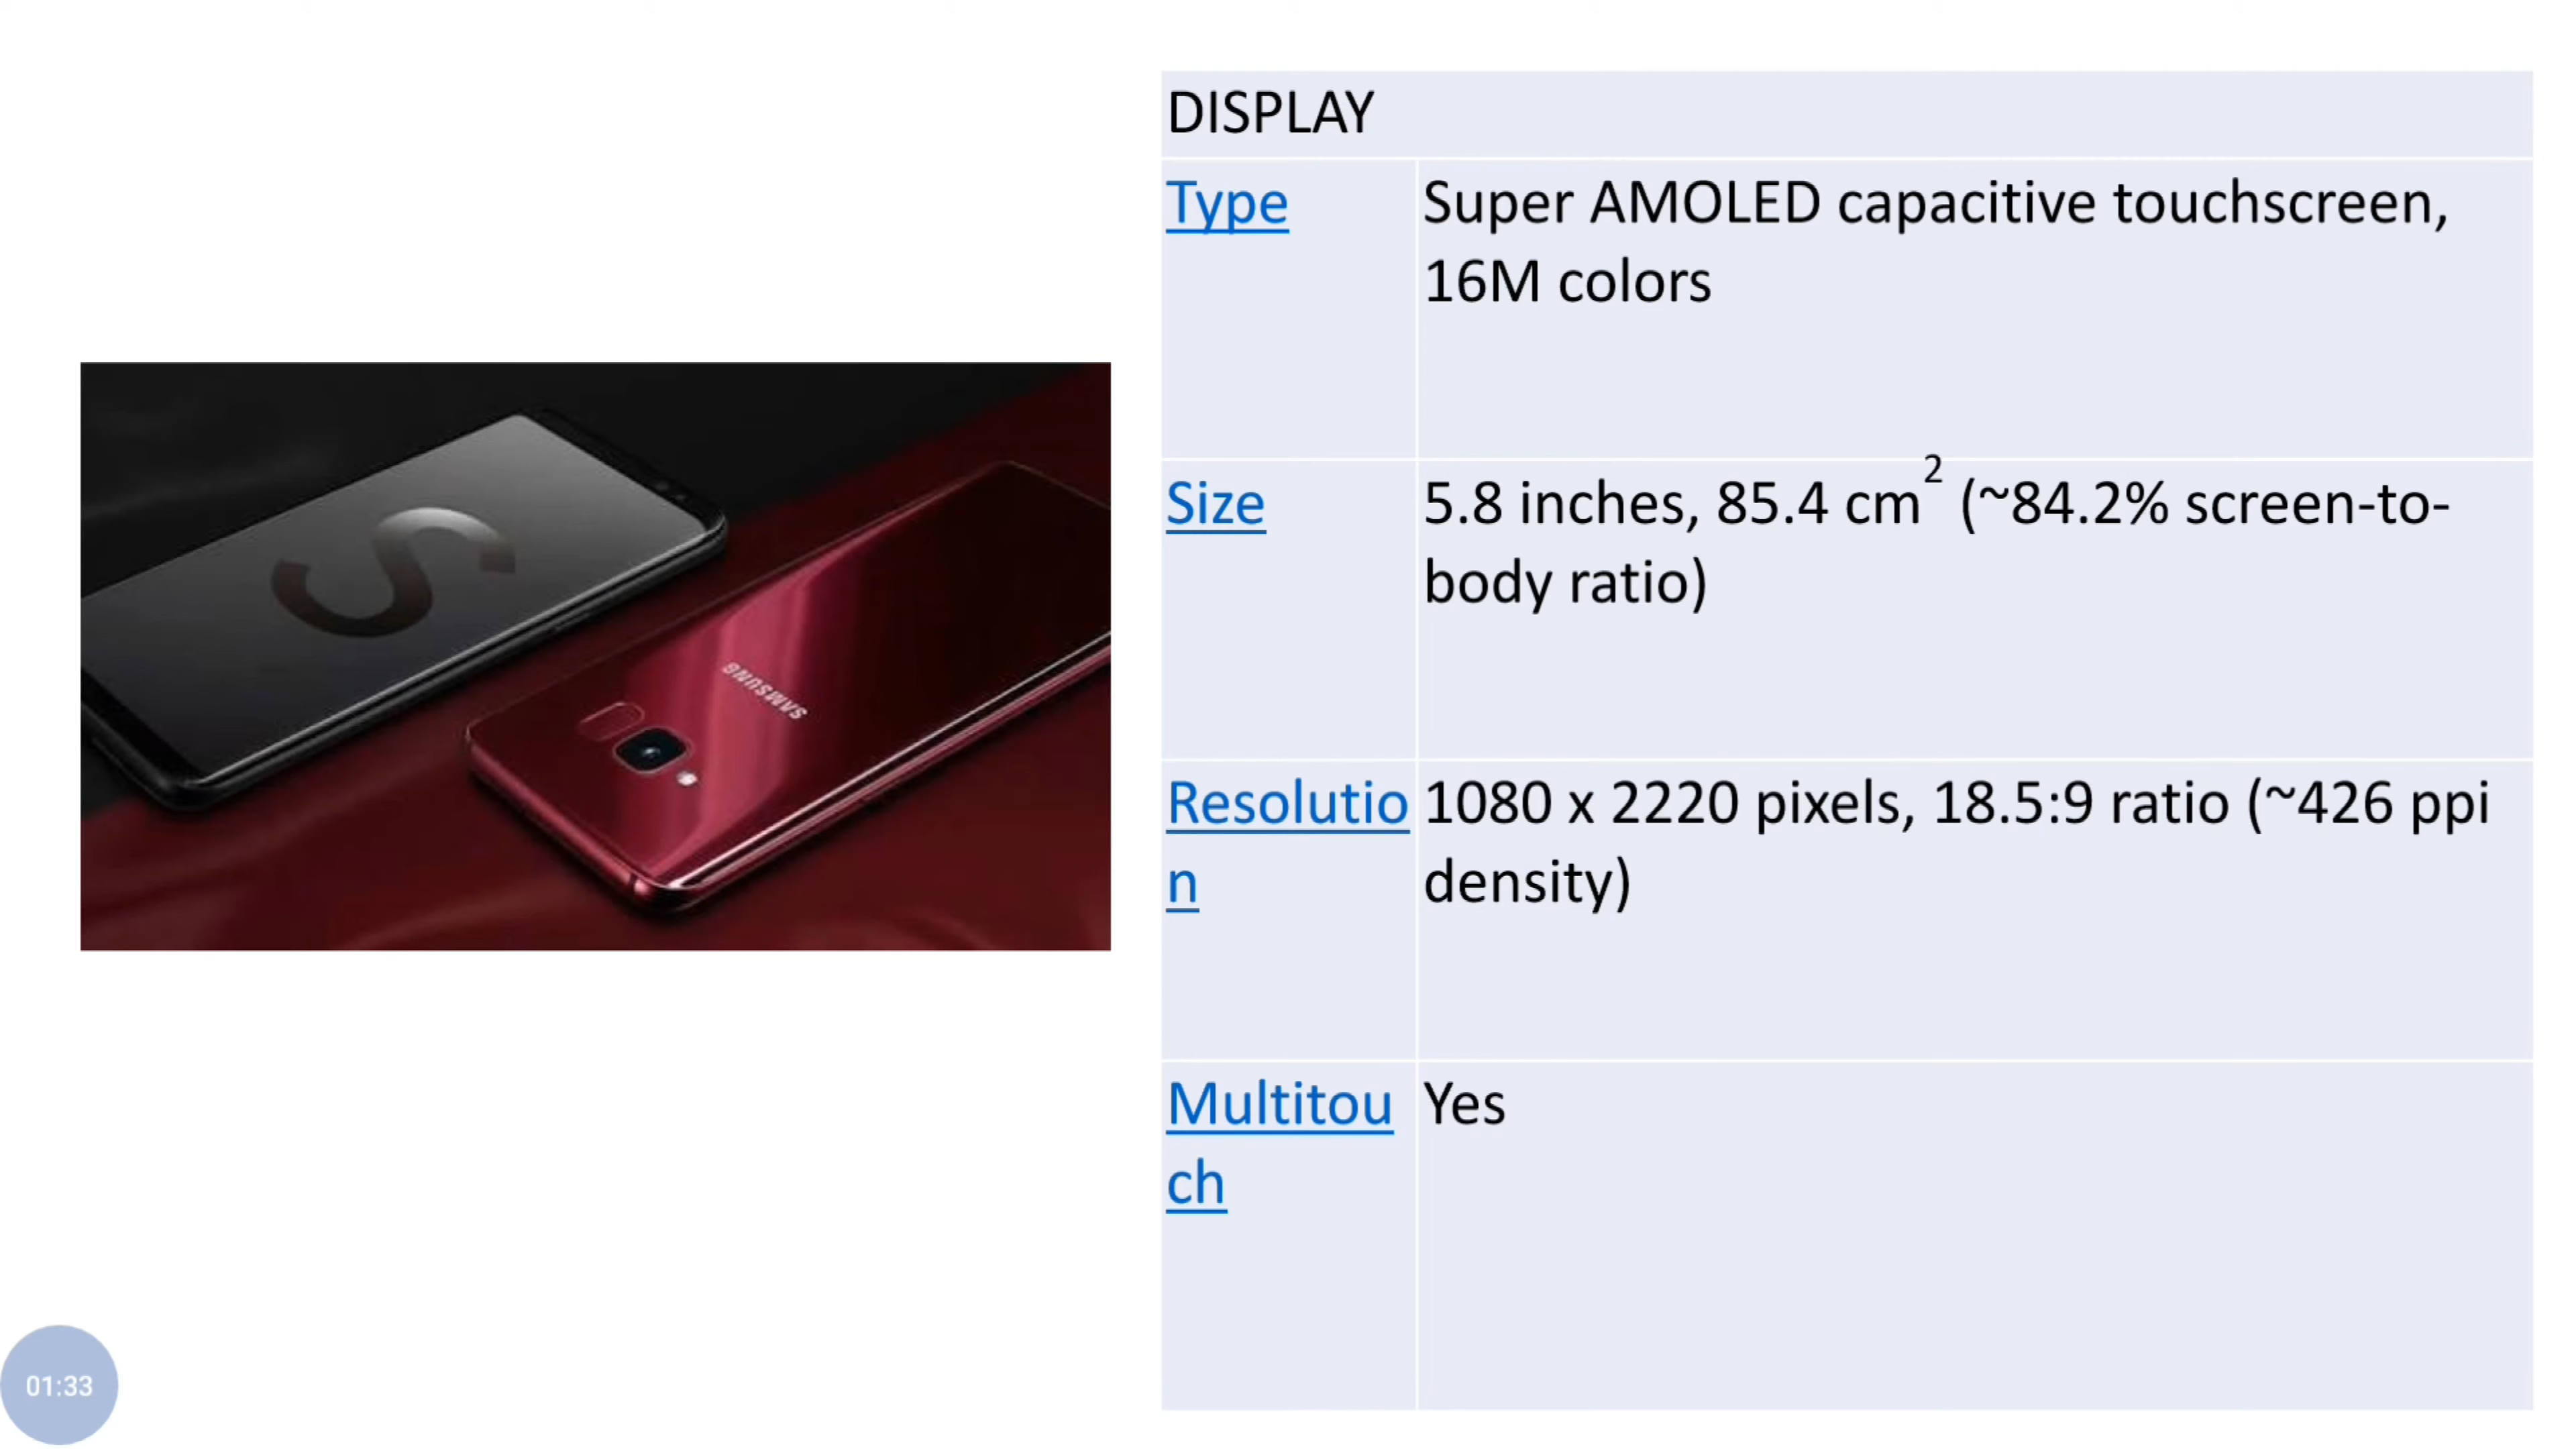 DISPLAY
Type
Super AMOLED capacitive touchscreen,
16M colors
Size
5.8 inches, 85.4 cm² (~84.2% screen-to-
body ratio)
Resolutio
n
1080 x 2220 pixels, 18.5:9 ratio (~426 ppi
density)
Multitou
ch
Yes
S
SAMSUNG
01:33